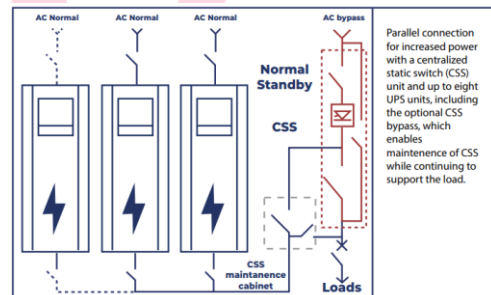 AC Normal
AC Normal
AC Normal
AC bypass
Normal
Standby
CSS
CSS
maintanence
cabinet
Loads
Parallel connection
for increased power
with a centralized
static switch (CSS)
unit and up to eight
UPS units, including
the optional CSS
bypass, which
enables
maintenence of CSS
while continuing to
support the load.